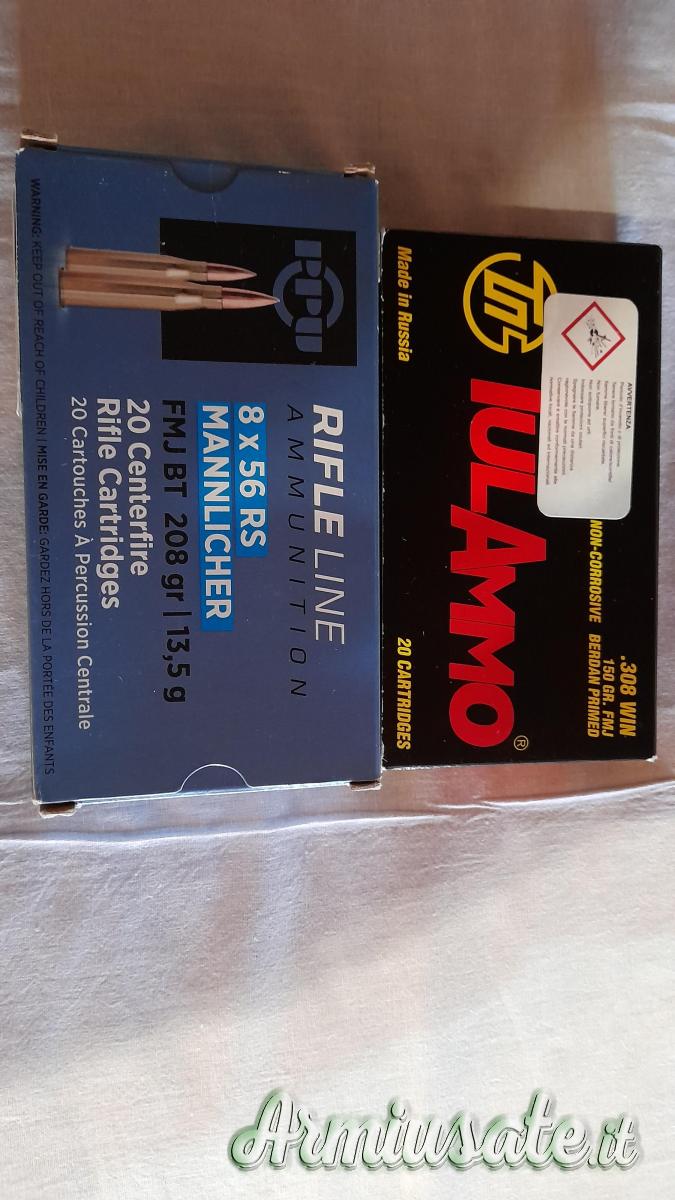 PPU
RIFLE LINE
AMMUNITION
8 x 56 RS
MANNLICHER
FMJ BT 208 gr | 13,5 g
20 Centerfire
Rifle Cartridges
20 Cartouches À Percussion Centrale
WARNING: KEEP OUT OF REACH OF CHILDREN | MISE EN GARDE: GARDEZ HORS DE LA PORTÉE DES ENFANTS
.308 WIN
150 GR. FMJ
NON-CORROSIVE BERDAN PRIMED
AVVERTENZA
TULAMMO®
Made in Russia
20 CARTRIDGES
Armiusate.it